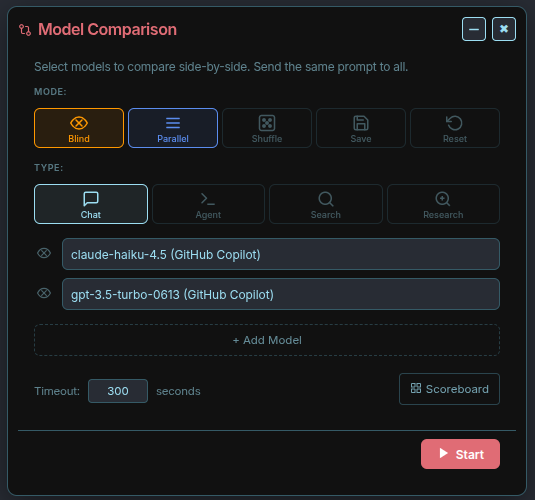 Model Comparison
Select models to compare side-by-side. Send the same prompt to all.
MODE:
Blind Parallel Shuffle Save Reset
TYPE:
Chat Agent Search Research
claude-haiku-4.5 (GitHub Copilot)
gpt-3.5-turbo-0613 (GitHub Copilot)
+ Add Model
Timeout: 300 seconds Scoreboard
Start